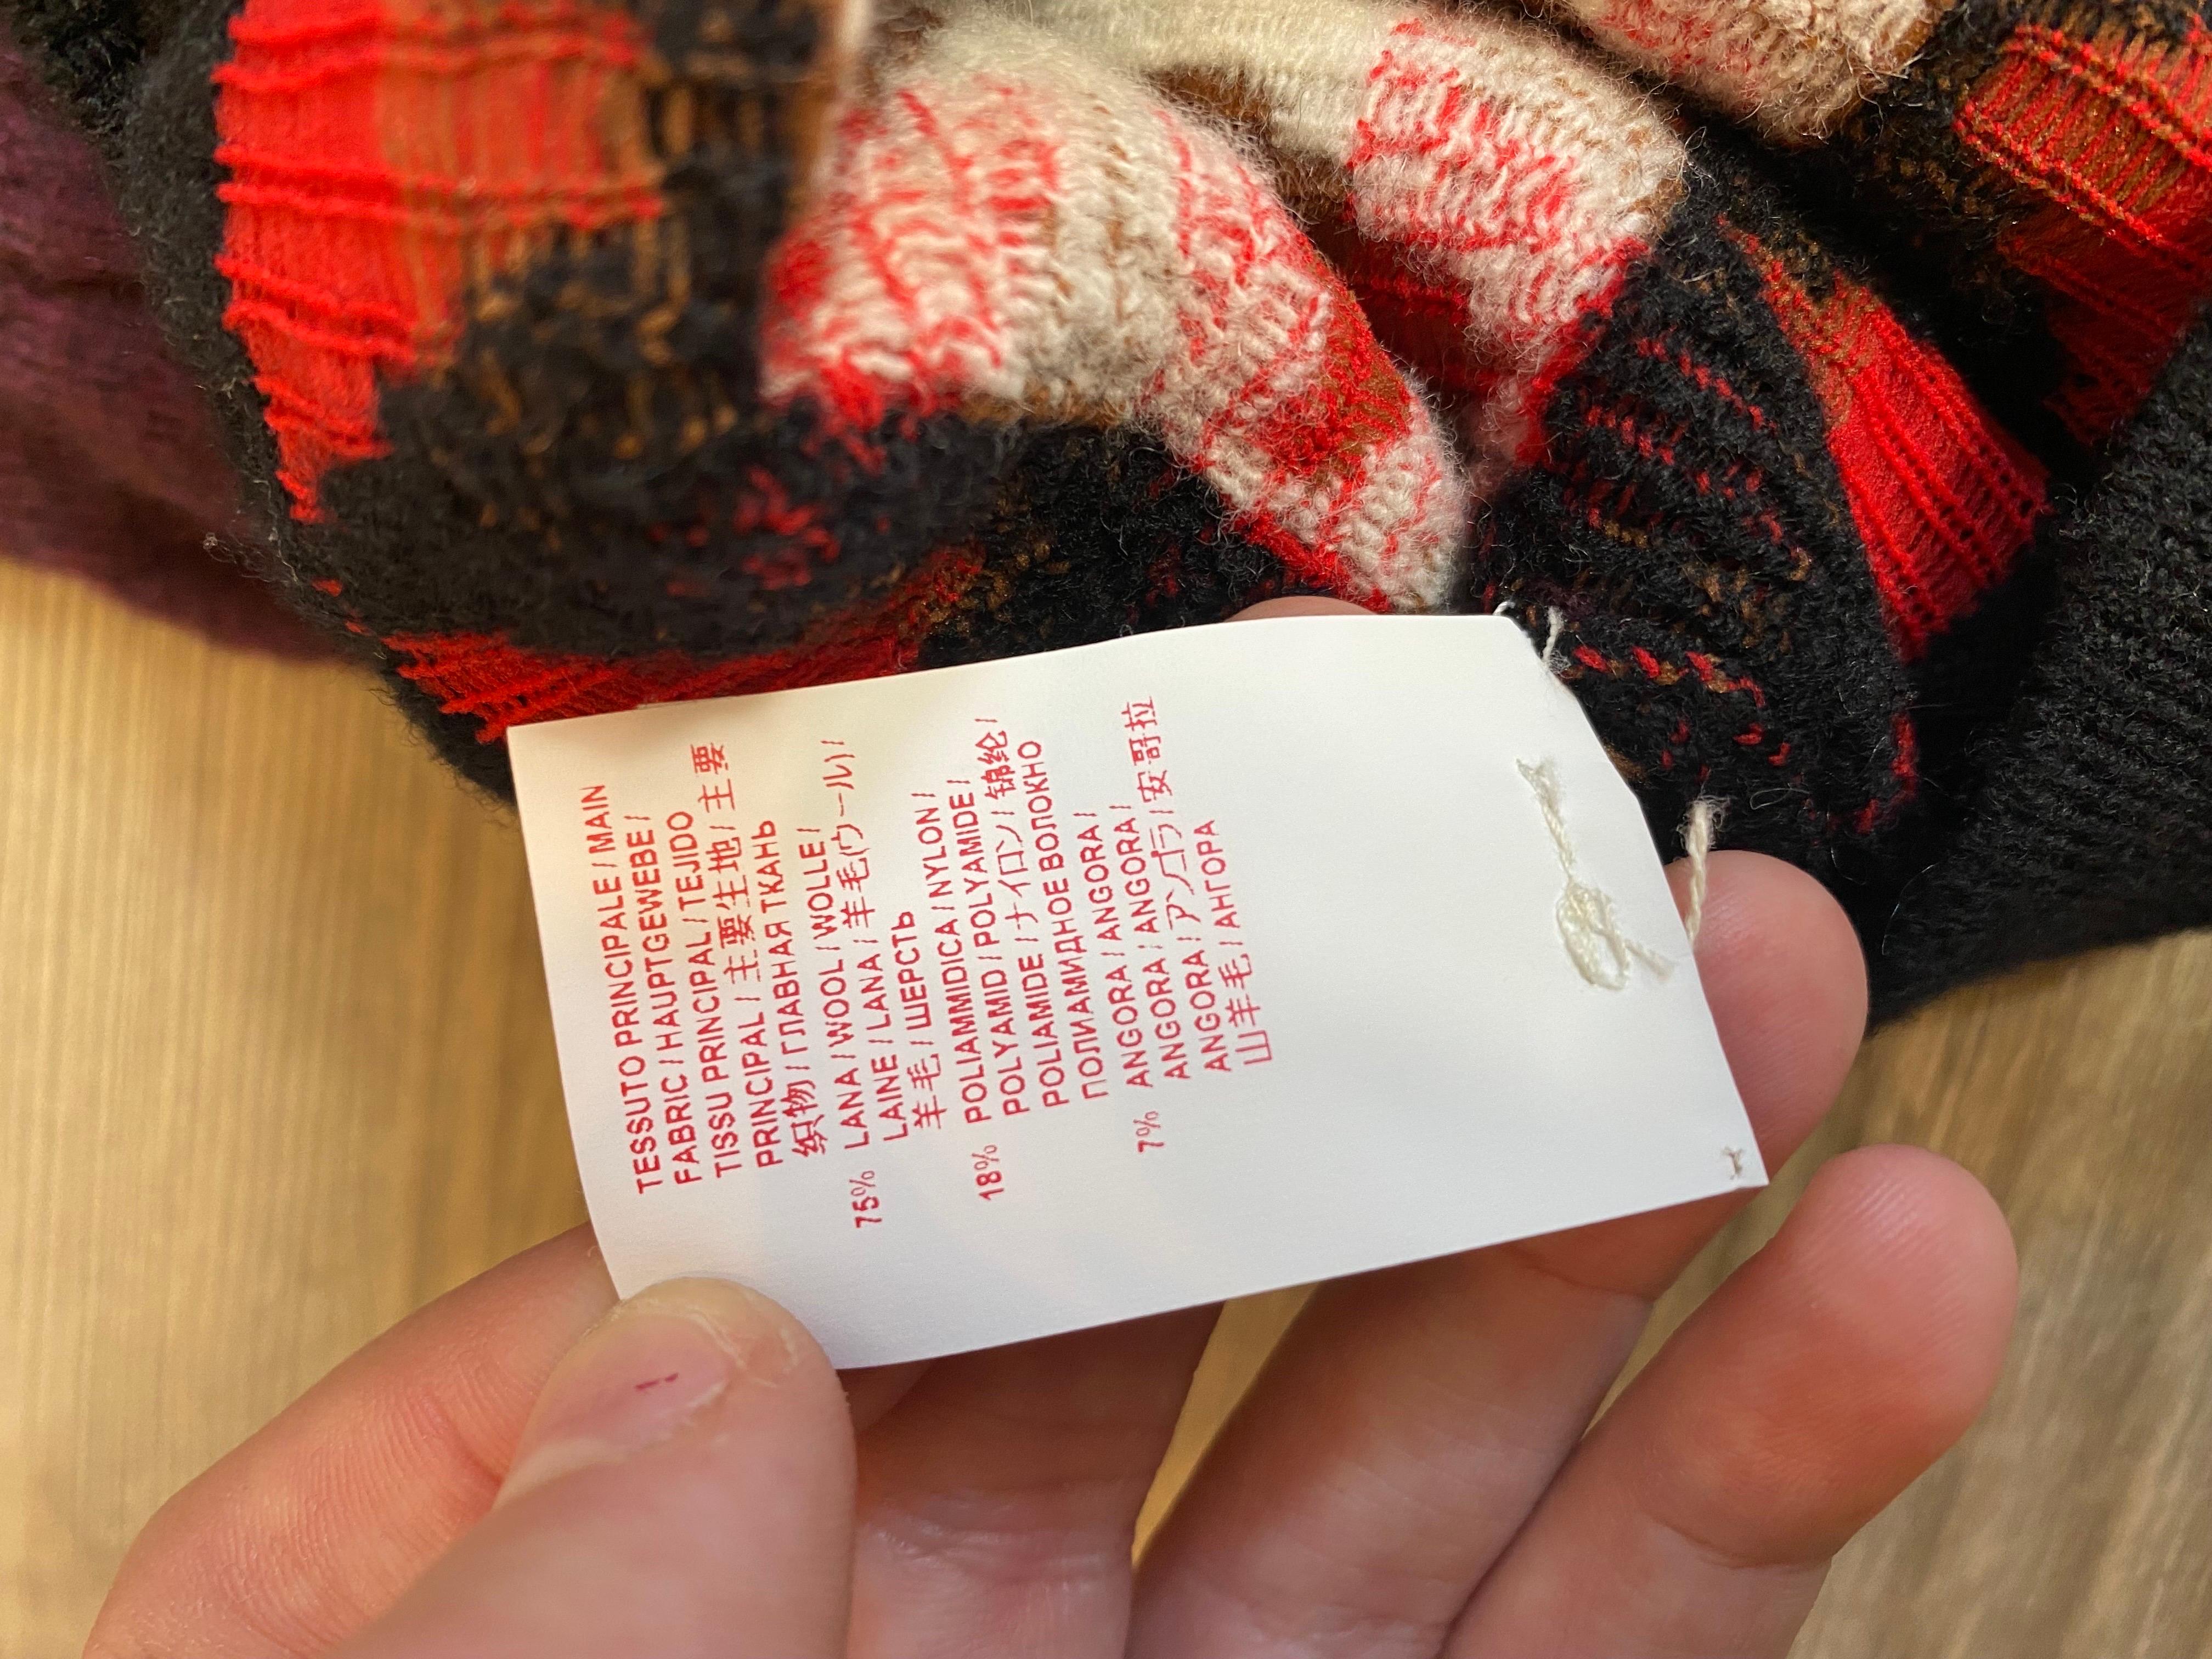 TESSUTO PRINCIPALE / MAIN
FABRIC / HAUPTGEWEBE /
TISSU PRINCIPAL / TEJIDO
PRINCIPAL / 主要生地 / 主要
织物 / ГЛАВНАЯ ТКАНЬ
75% LANA / WOOL / WOLLE /
LAINE / LANA / 羊毛(ウール) /
羊毛 / ШЕРСТЬ
18% POLIAMMIDICA / NYLON /
POLYAMID / POLYAMIDE /
POLIAMIDE / ナイロン / 锦纶 /
ПОЛИАМИДНОЕ ВОЛОКНО
7% ANGORA / ANGORA /
ANGORA / ANGORA /
ANGORA / アンゴラ / 安哥拉
山羊毛 / АНГОРА